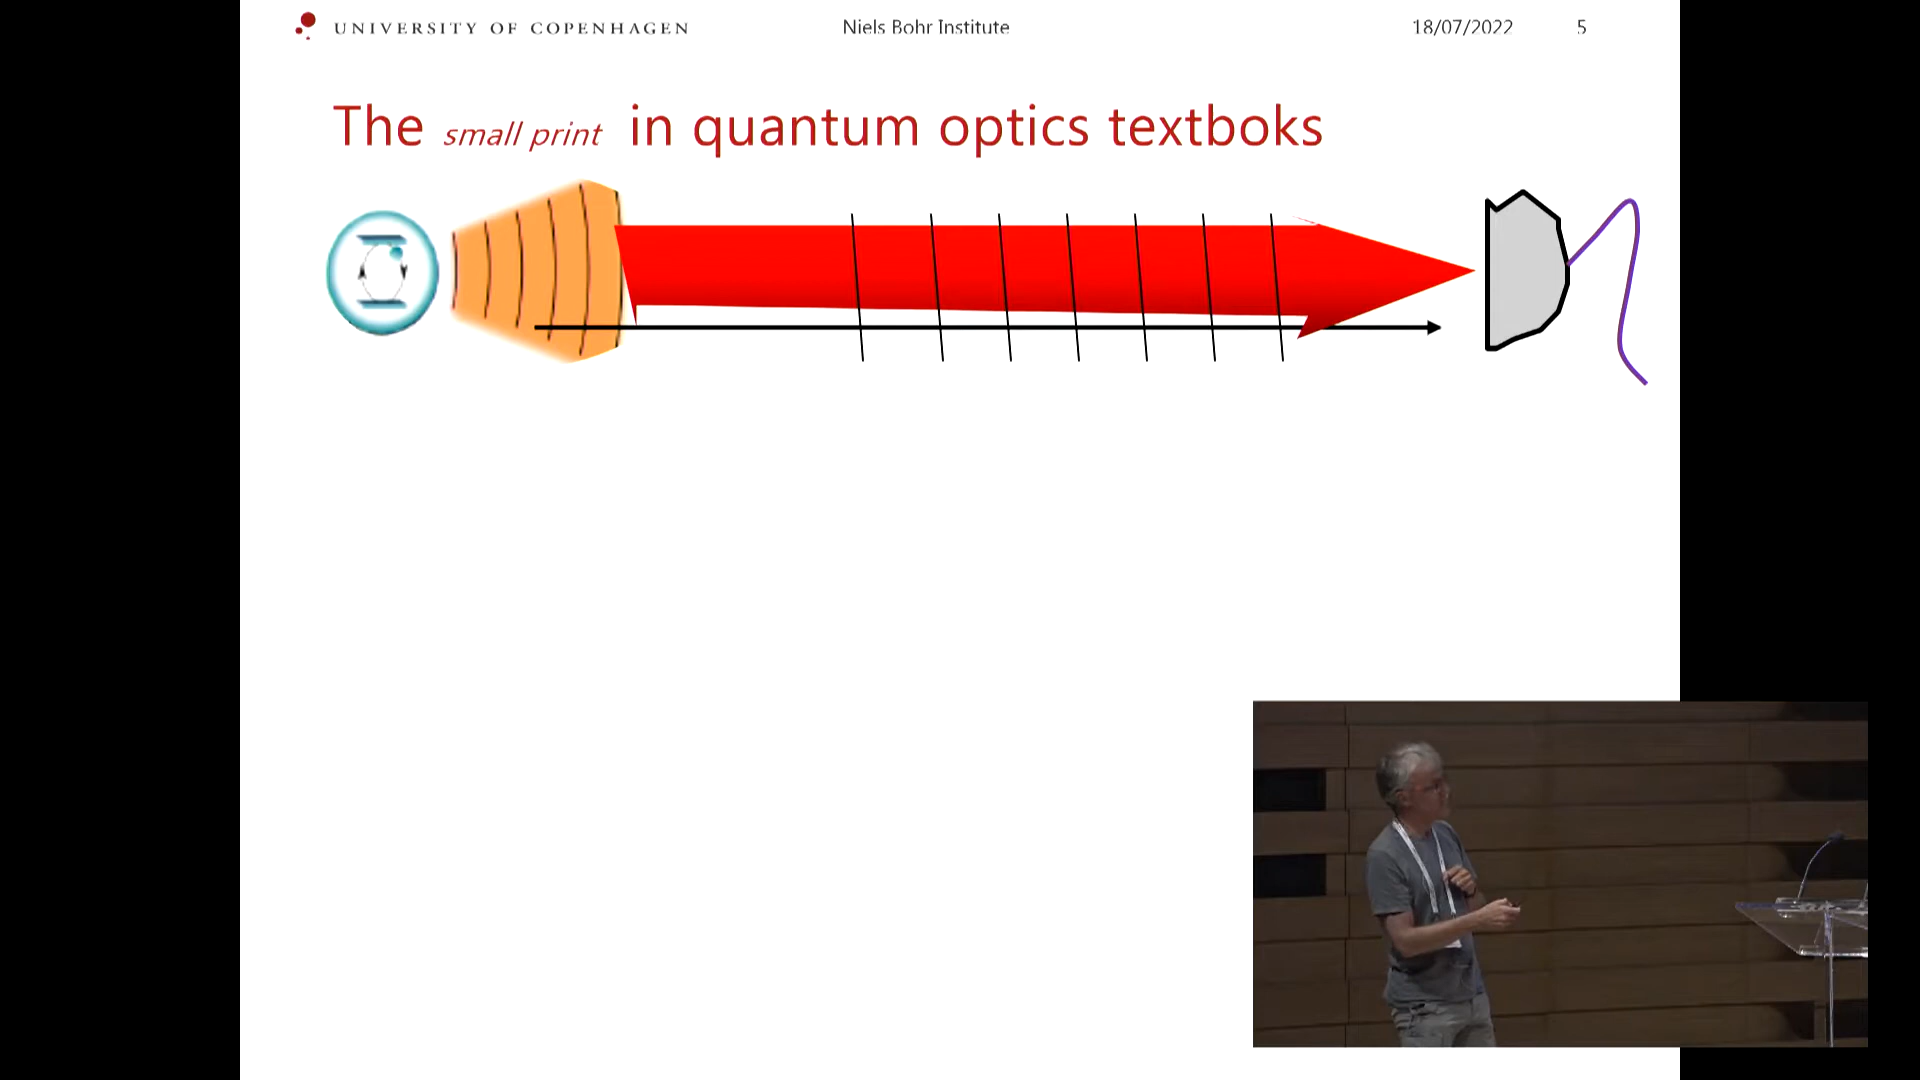 UNIVERSITY OF COPENHAGEN
Niels Bohr Institute
18/07/2022
5
The small print in quantum optics textboks